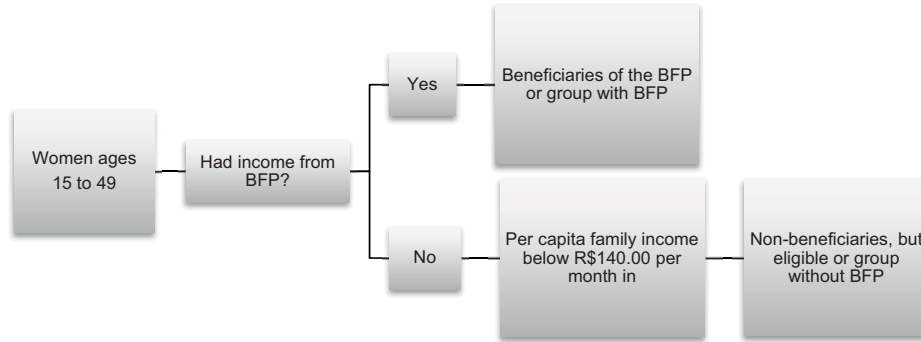 Women ages
15 to 49
Had income from
BFP?
Yes
Beneficiaries of the BFP
or group with BFP
No
Per capita family income
below R$140.00 per
month in
Non-beneficiaries, but
eligible or group
without BFP